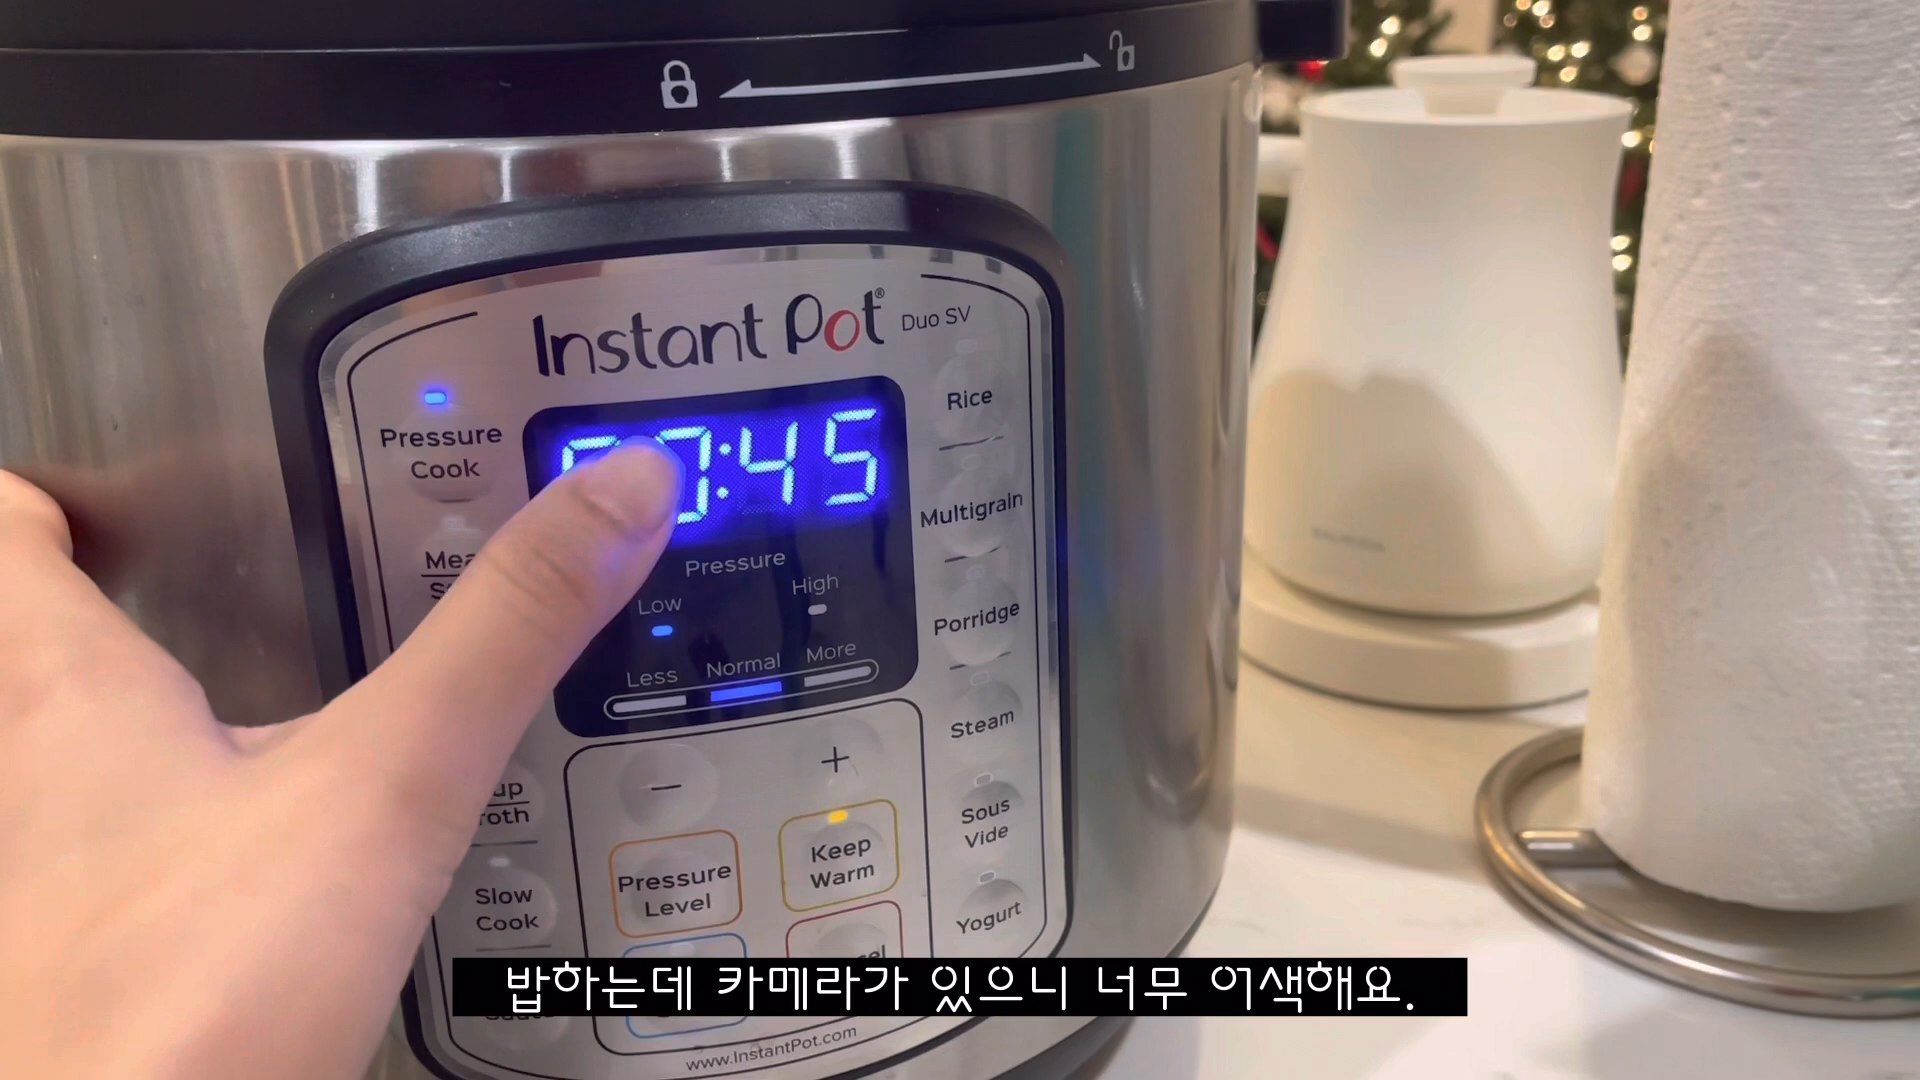 Instant Pot® Duo SV
Pressure
Cook
:45
Pressure
Low High
Less Normal More
Rice
Multigrain
Porridge
Steam
Sous
Vide
Yogurt
Slow
Cook
- +
Pressure
Level
Keep
Warm
www.InstantPot.com
밥하는데 카메라가 있으니 너무 어색해요.